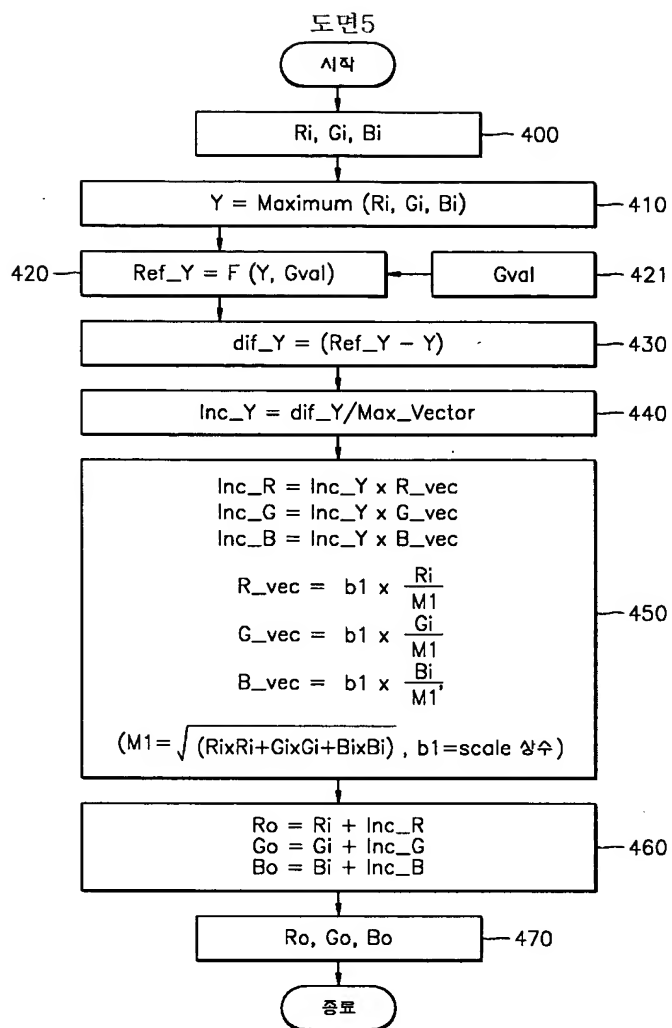 도면5
시작
Ri, Gi, Bi
400
Y = Maximum (Ri, Gi, Bi)
410
420
Ref_Y = F (Y, Gval)
Gval
421
dif_Y = (Ref_Y - Y)
430
Inc_Y = dif_Y/Max_Vector
440
Inc_R = Inc_Y x R_vec
Inc_G = Inc_Y x G_vec
Inc_B = Inc_Y x B_vec
R_vec = b1 x Ri/M1
G_vec = b1 x Gi/M1
B_vec = b1 x Bi/M1,
(M1=√(RixRi+GixGi+BixBi) , b1=scale 상수)
450
Ro = Ri + Inc_R
Go = Gi + Inc_G
Bo = Bi + Inc_B
460
Ro, Go, Bo
470
종료